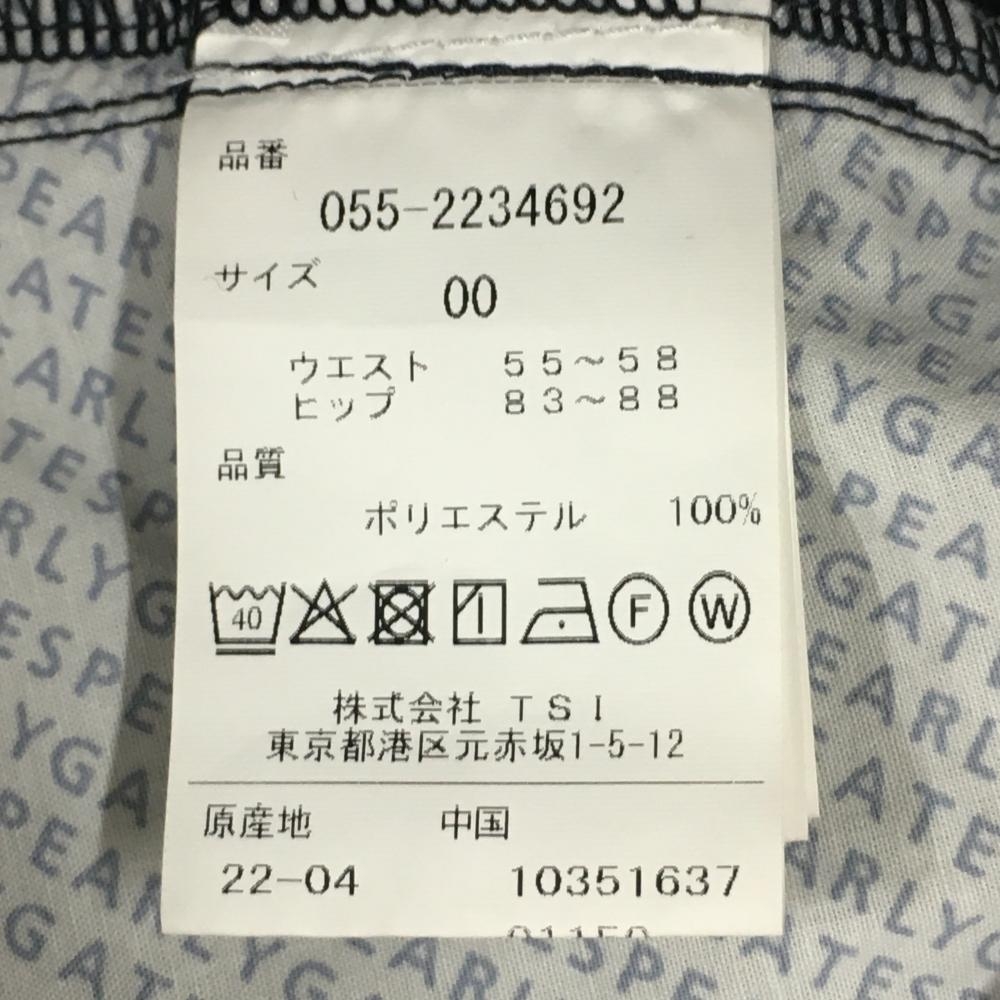 品番
055-2234692
サイズ
00
ウエスト 55~58
ヒップ 83~88
品質
ポリエステル 100%
40
F W
株式会社 TSI
東京都港区元赤坂1-5-12
原産地 中国
22-04 10351637
PEARLYGATES